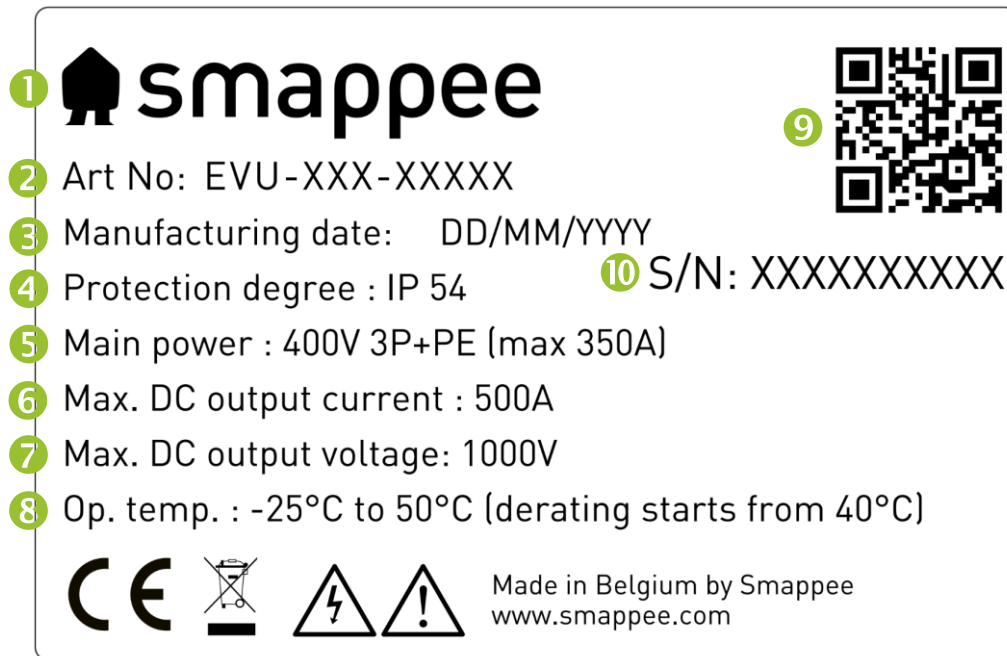 1 smappee
9
2 Art No: EVU-XXX-XXXXX
3 Manufacturing date: DD/MM/YYYY
10 S/N: XXXXXXXXXX
4 Protection degree : IP 54
5 Main power : 400V 3P+PE (max 350A)
6 Max. DC output current : 500A
7 Max. DC output voltage: 1000V
8 Op. temp. : -25°C to 50°C (derating starts from 40°C)
CE
Made in Belgium by Smappee
www.smappee.com